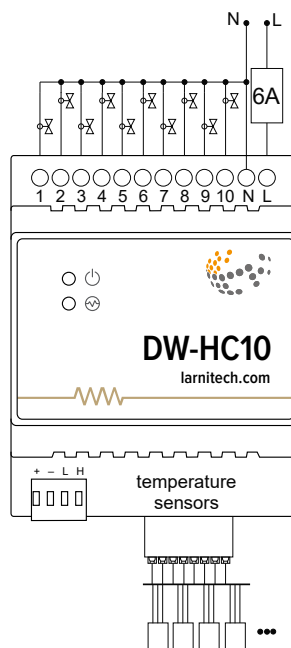 N L
6A
1 2 3 4 5 6 7 8 9 10 N L
DW-HC10
larnitech.com
+ – L H
temperature
sensors